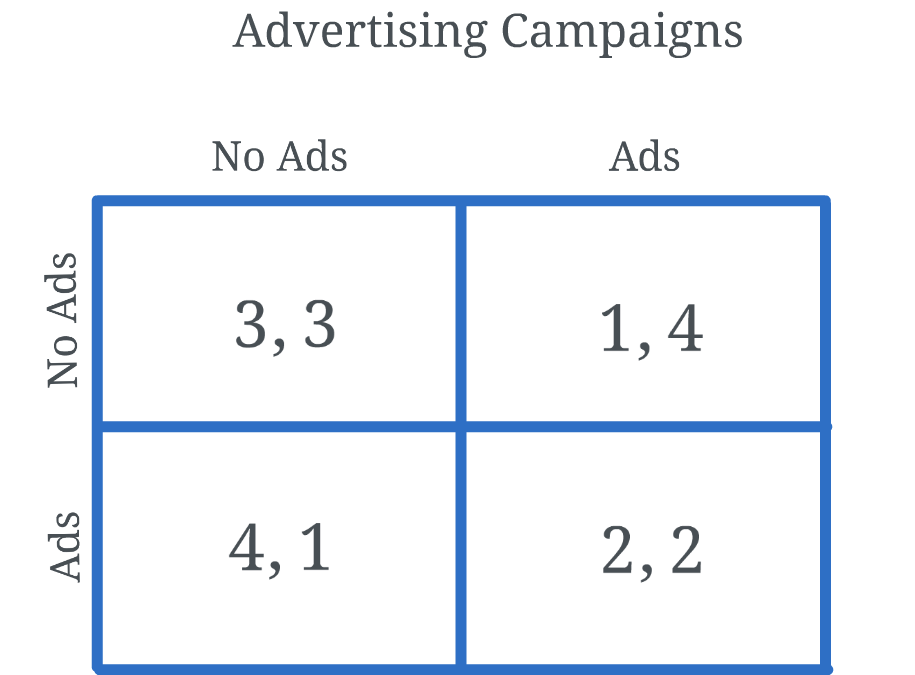 Advertising Campaigns
No Ads
Ads
No Ads
3, 3
1, 4
Ads
4, 1
2, 2